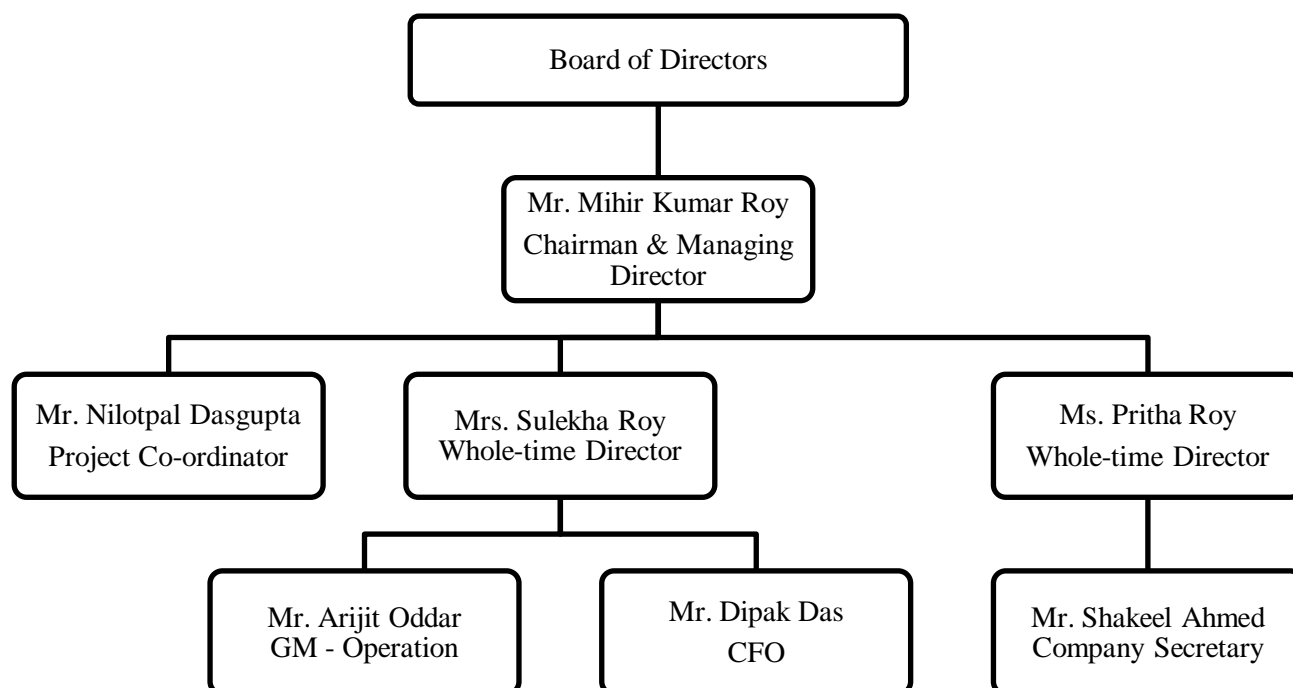 Board of Directors
Mr. Mihir Kumar Roy
Chairman & Managing
Director
Mr. Nilotpal Dasgupta
Project Co-ordinator
Mrs. Sulekha Roy
Whole-time Director
Ms. Pritha Roy
Whole-time Director
Mr. Arijit Oddar
GM - Operation
Mr. Dipak Das
CFO
Mr. Shakeel Ahmed
Company Secretary